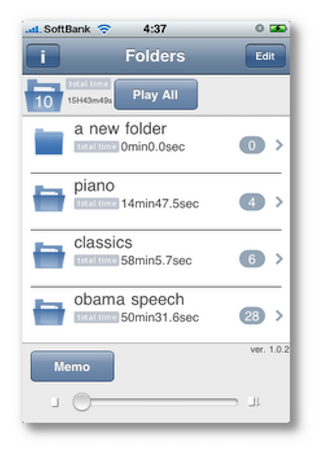 SoftBank 4:37
i Folders Edit
10 total time
15H43m49s
Play All
a new folder
total time 0min0.0sec 0
piano
total time 14min47.5sec 4
classics
total time 58min5.7sec 6
obama speech
total time 50min31.6sec 28
ver. 1.0.2
Memo